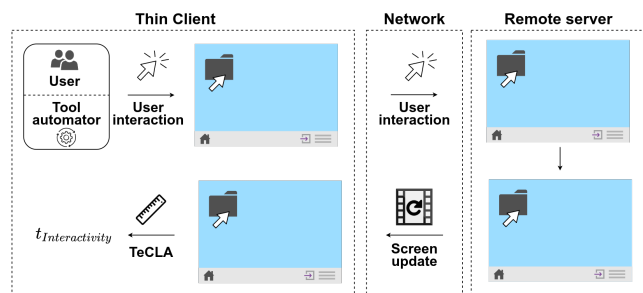 Thin Client
Network
Remote server
User
Tool
automator
User
interaction
User
interaction
t_Interactivity
TeCLA
Screen
update